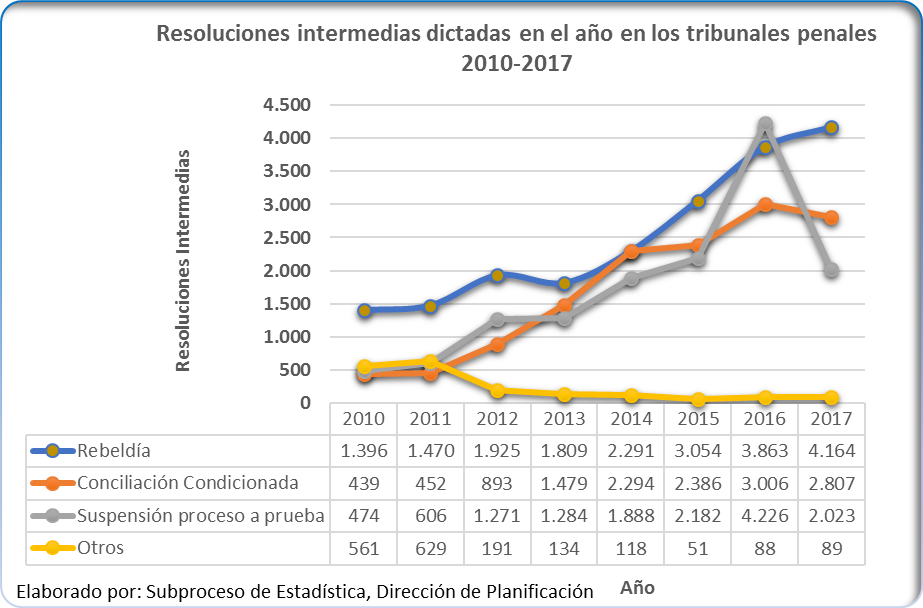 Resoluciones intermedias dictadas en el año en los tribunales penales
2010-2017
Resoluciones Intermedias
4.500
4.000
3.500
3.000
2.500
2.000
1.500
1.000
500
0
2010 2011 2012 2013 2014 2015 2016 2017
Rebeldía 1.396 1.470 1.925 1.809 2.291 3.054 3.863 4.164
Conciliación Condicionada 439 452 893 1.479 2.294 2.386 3.006 2.807
Suspensión proceso a prueba 474 606 1.271 1.284 1.888 2.182 4.226 2.023
Otros 561 629 191 134 118 51 88 89
Elaborado por: Subproceso de Estadística, Dirección de Planificación
Año